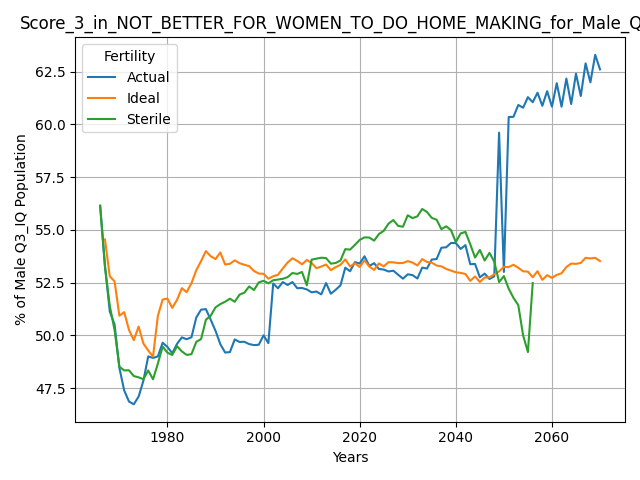 Score_3_in_NOT_BETTER_FOR_WOMEN_TO_DO_HOME_MAKING_for_Male_Q
Fertility
Actual
Ideal
Sterile
% of Male Q3_IQ Population
62.5
60.0
57.5
55.0
52.5
50.0
47.5
1980 2000 2020 2040 2060
Years